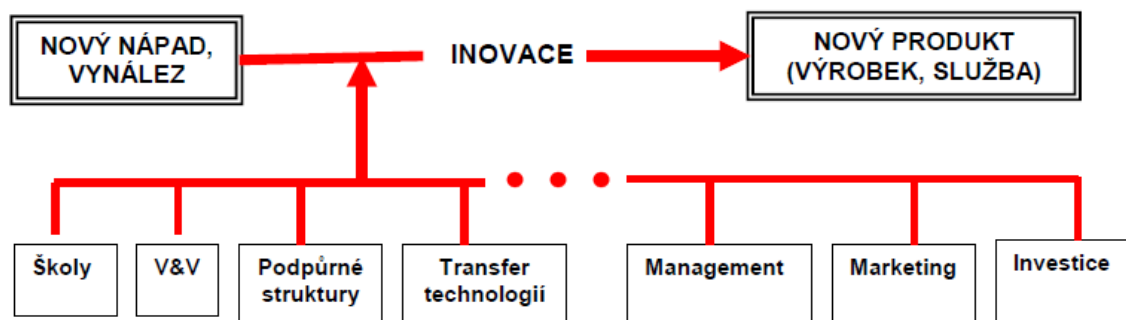 NOVÝ NÁPAD,
VYNÁLEZ
INOVACE
NOVÝ PRODUKT
(VÝROBEK, SLUŽBA)
Školy
V&V
Podpůrné
struktury
Transfer
technologií
Management
Marketing
Investice